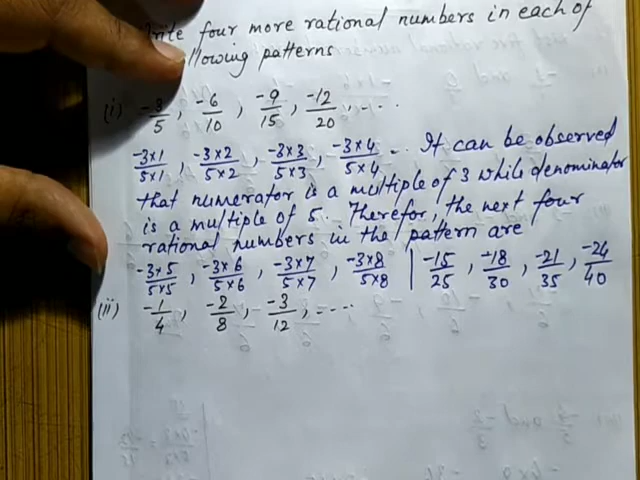 Write four more rational numbers in each of
following patterns
(i) -3/5, -6/10, -9/15, -12/20, ....
-3×1/5×1, -3×2/5×2, -3×3/5×3, -3×4/5×4 .. It can be observed
that numerator is a multiple of 3 while denominator
is a multiple of 5. Therefor, the next four
rational numbers in the pattern are
-3×5/5×5, -3×6/5×6, -3×7/5×7, -3×8/5×8 | -15/25, -18/30, -21/35, -24/40
(ii) -1/4, -2/8, -3/12, ....